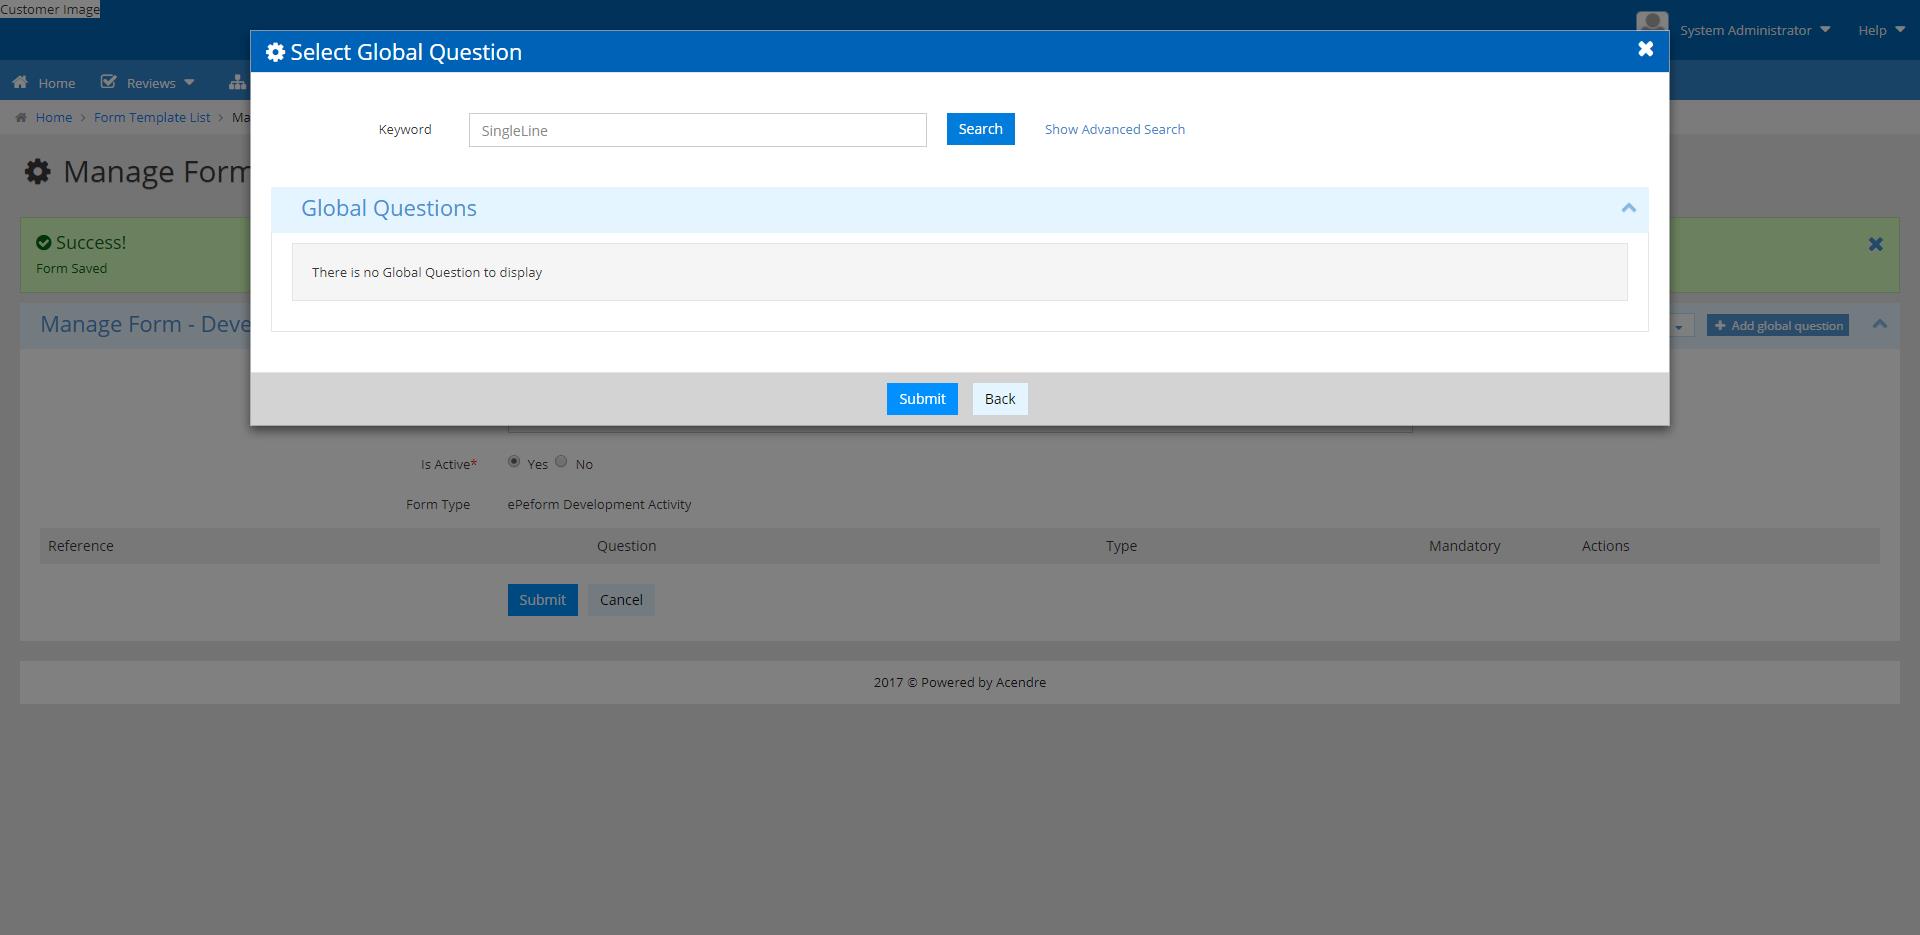 Customer Image
System Administrator
Help
Home
Reviews
Home > Form Template List > Ma
Select Global Question
Keyword
SingleLine
Search
Show Advanced Search
Global Questions
There is no Global Question to display
Submit
Back
Manage Form
Success!
Form Saved
Manage Form - Deve
Add global question
Is Active*
Yes
No
Form Type
ePeform Development Activity
Reference
Question
Type
Mandatory
Actions
Submit
Cancel
2017 © Powered by Acendre